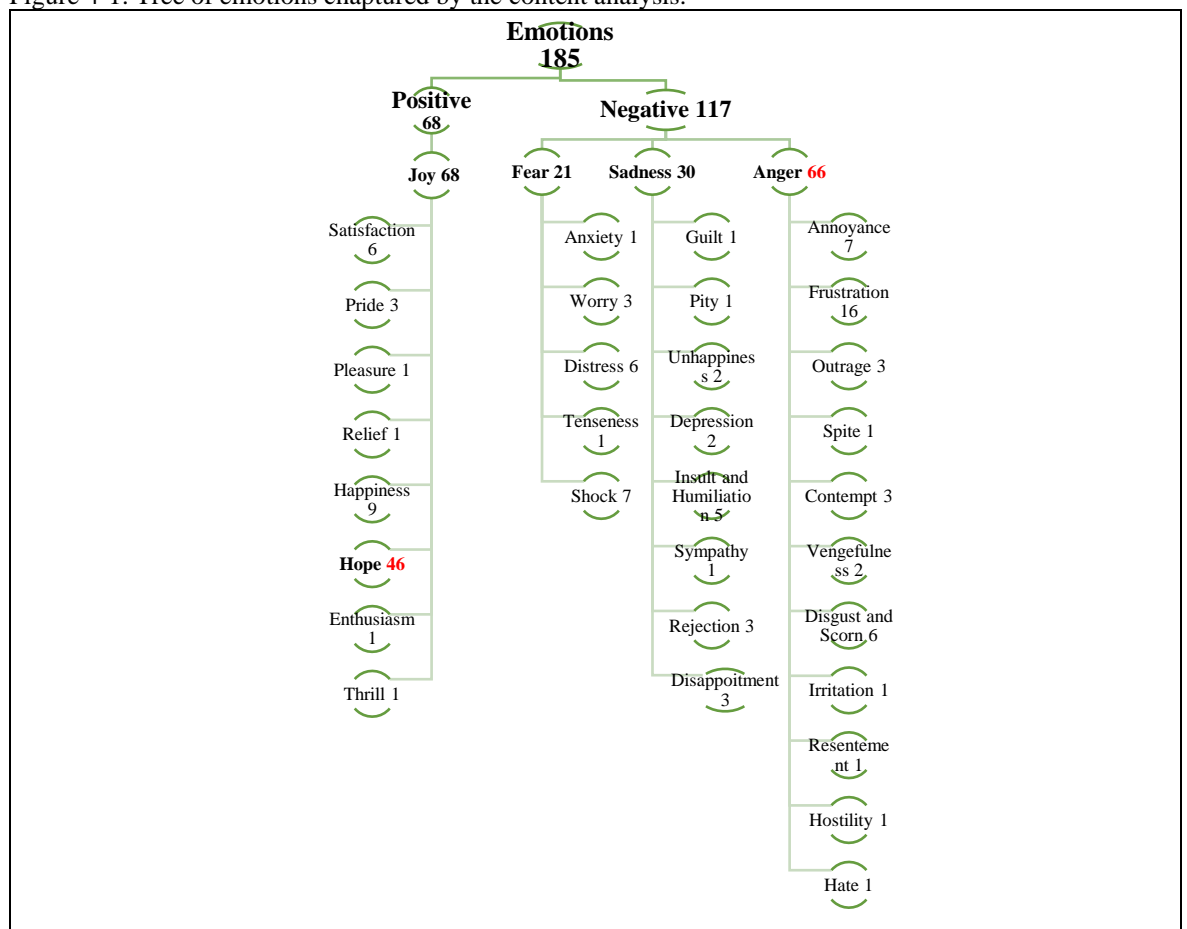 Figure 4-1: Tree of emotions enaptured by the content analysis.
Emotions
185
Positive
68
Negative 117
Joy 68
Fear 21
Sadness 30
Anger 66
Satisfaction
6
Pride 3
Pleasure 1
Relief 1
Happiness
9
Hope 46
Enthusiasm
1
Thrill 1
Anxiety 1
Worry 3
Distress 6
Tenseness
1
Shock 7
Guilt 1
Pity 1
Unhappines
s 2
Depression
2
Insult and
Humiliatio
n 5
Sympathy
1
Rejection 3
Disappoitment
3
Annoyance
7
Frustration
16
Outrage 3
Spite 1
Contempt 3
Vengefulne
ss 2
Disgust and
Scorn 6
Irritation 1
Resenteme
nt 1
Hostility 1
Hate 1